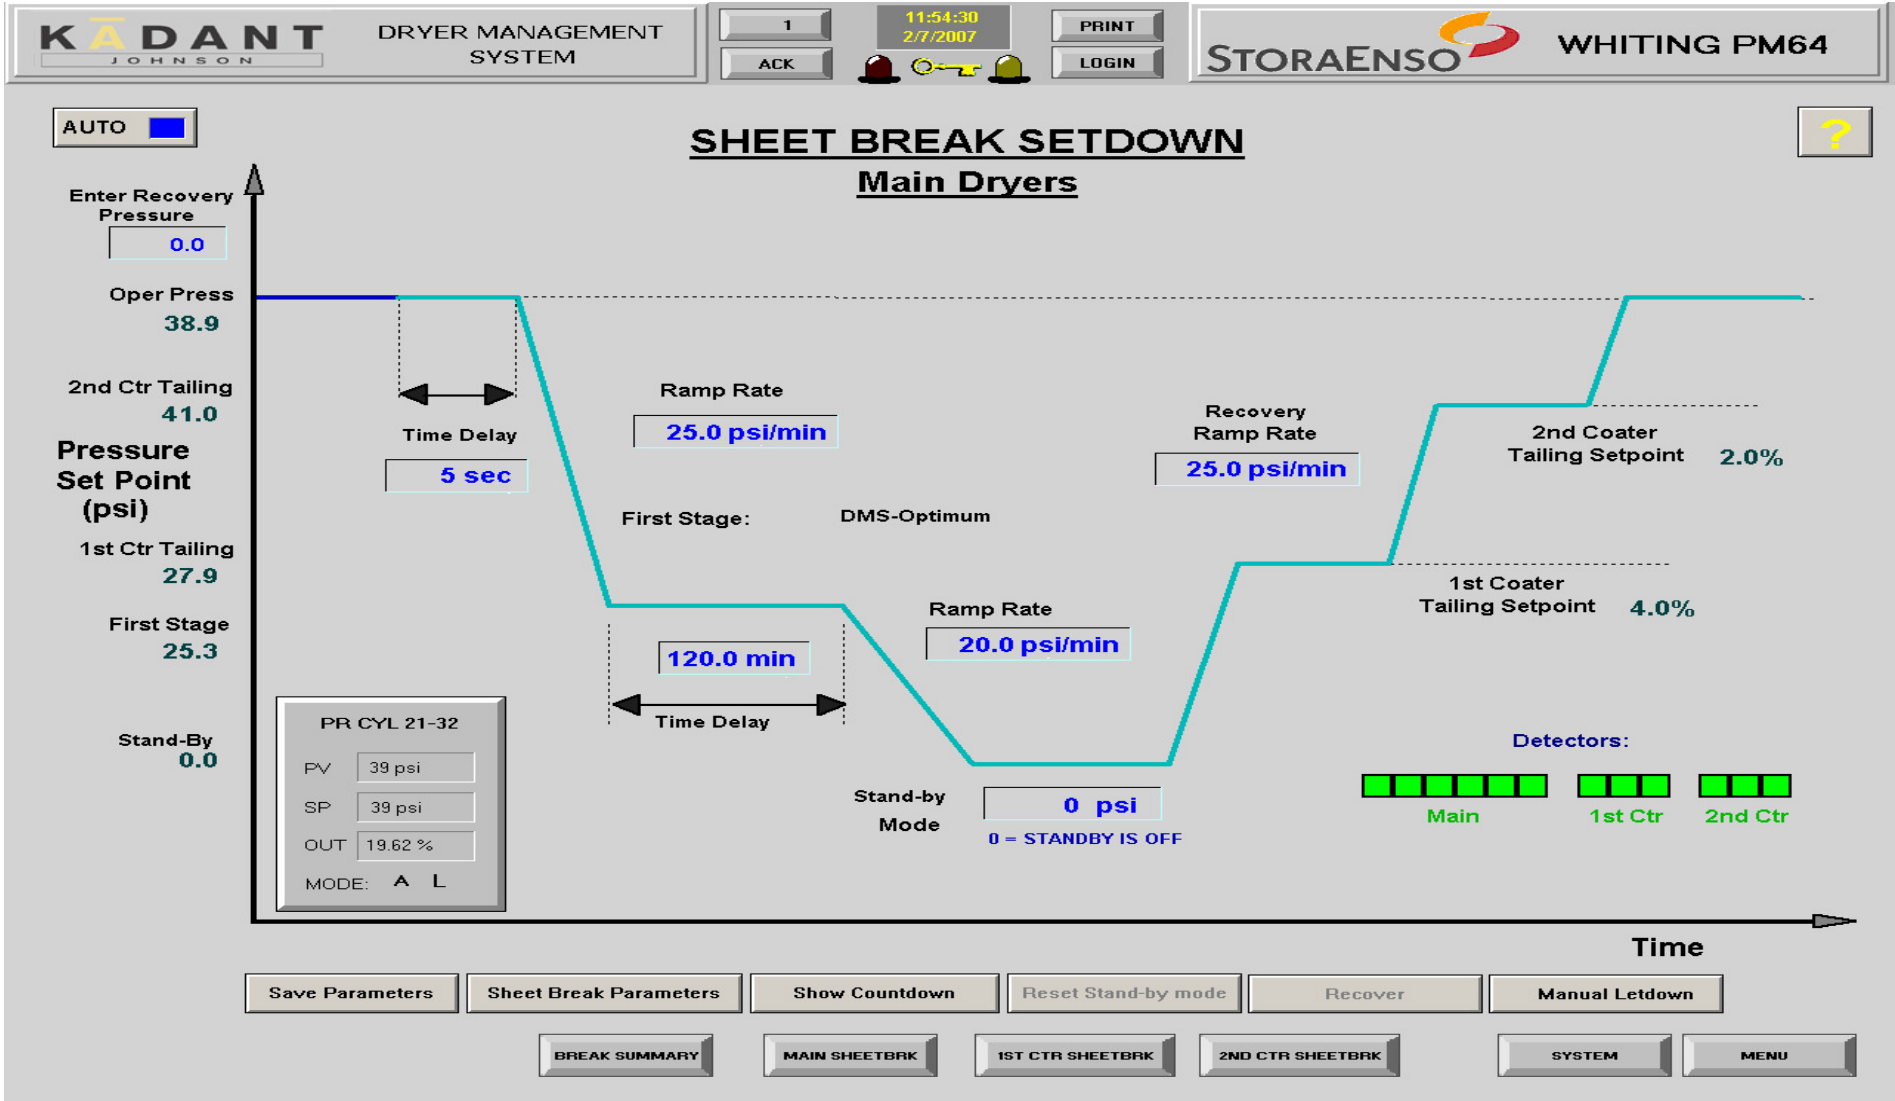 KADANT
JOHNSON
DRYER MANAGEMENT
SYSTEM
1
ACK
11:54:30
2/7/2007
PRINT
LOGIN
STORAENSO
WHITING PM64
AUTO
SHEET BREAK SETDOWN
Main Dryers
?
Enter Recovery
Pressure
0.0
Oper Press
38.9
2nd Ctr Tailing
41.0
Pressure
Set Point
(psi)
1st Ctr Tailing
27.9
First Stage
25.3
Stand-By
0.0
Time Delay
5 sec
Ramp Rate
25.0 psi/min
First Stage:
DMS-Optimum
Recovery
Ramp Rate
25.0 psi/min
2nd Coater
Tailing Setpoint
2.0%
1st Coater
Tailing Setpoint
4.0%
Ramp Rate
20.0 psi/min
120.0 min
Time Delay
PR CYL 21-32
PV
39 psi
SP
39 psi
OUT
19.62 %
MODE: A L
Stand-by
Mode
0 psi
0 = STANDBY IS OFF
Detectors:
Main
1st Ctr
2nd Ctr
Time
Save Parameters
Sheet Break Parameters
Show Countdown
Reset Stand-by mode
Recover
Manual Letdown
BREAK SUMMARY
MAIN SHEETBRK
1ST CTR SHEETBRK
2ND CTR SHEETBRK
SYSTEM
MENU